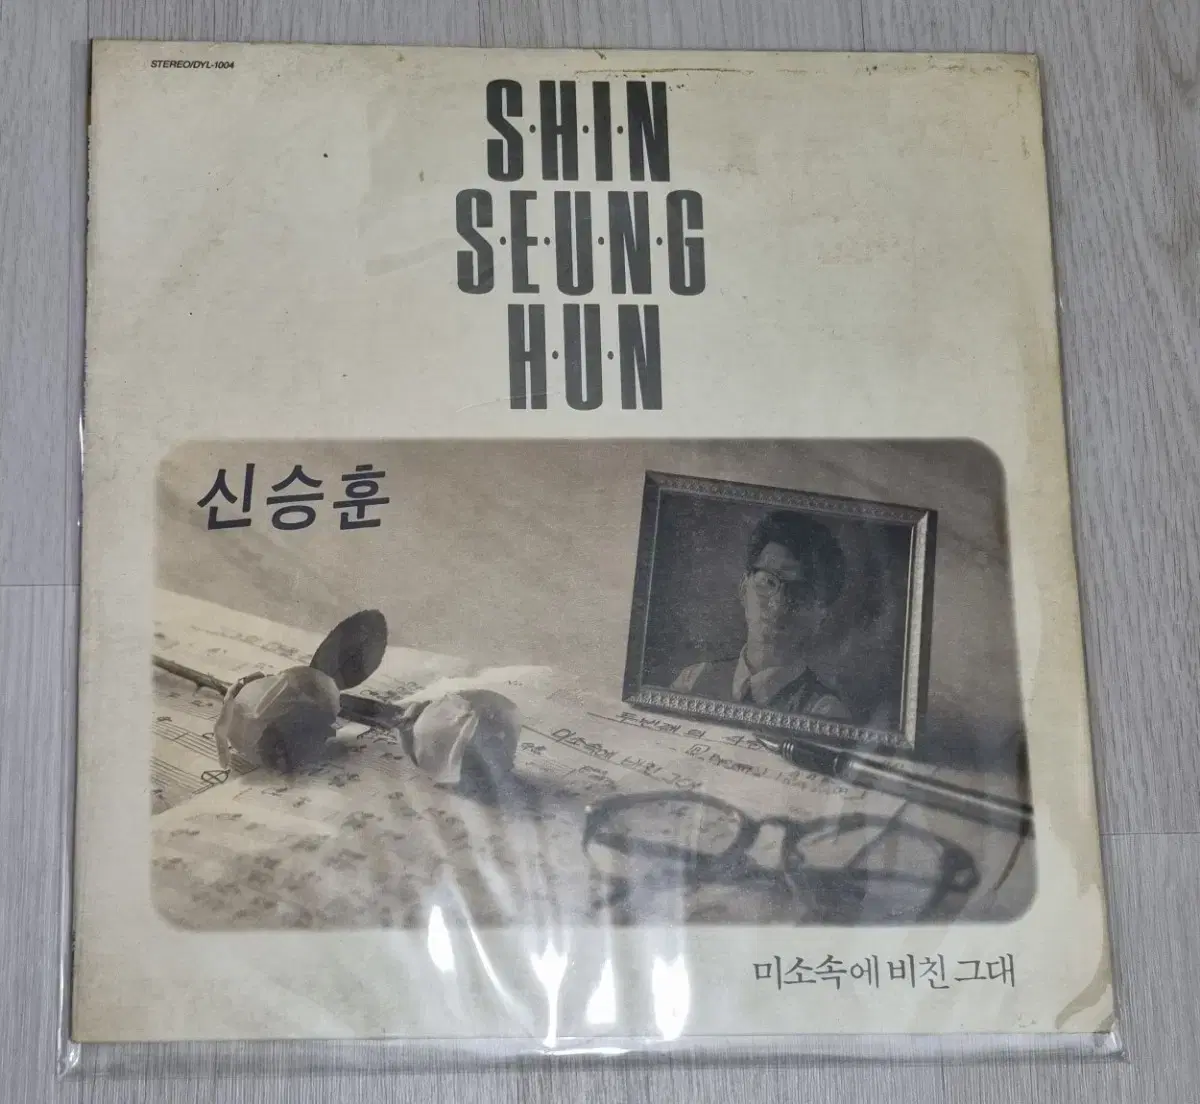 STEREO/DYL-1004
S·H·I·N
S·E·U·N·G
H·U·N
신승훈
미소속에 비친 그대